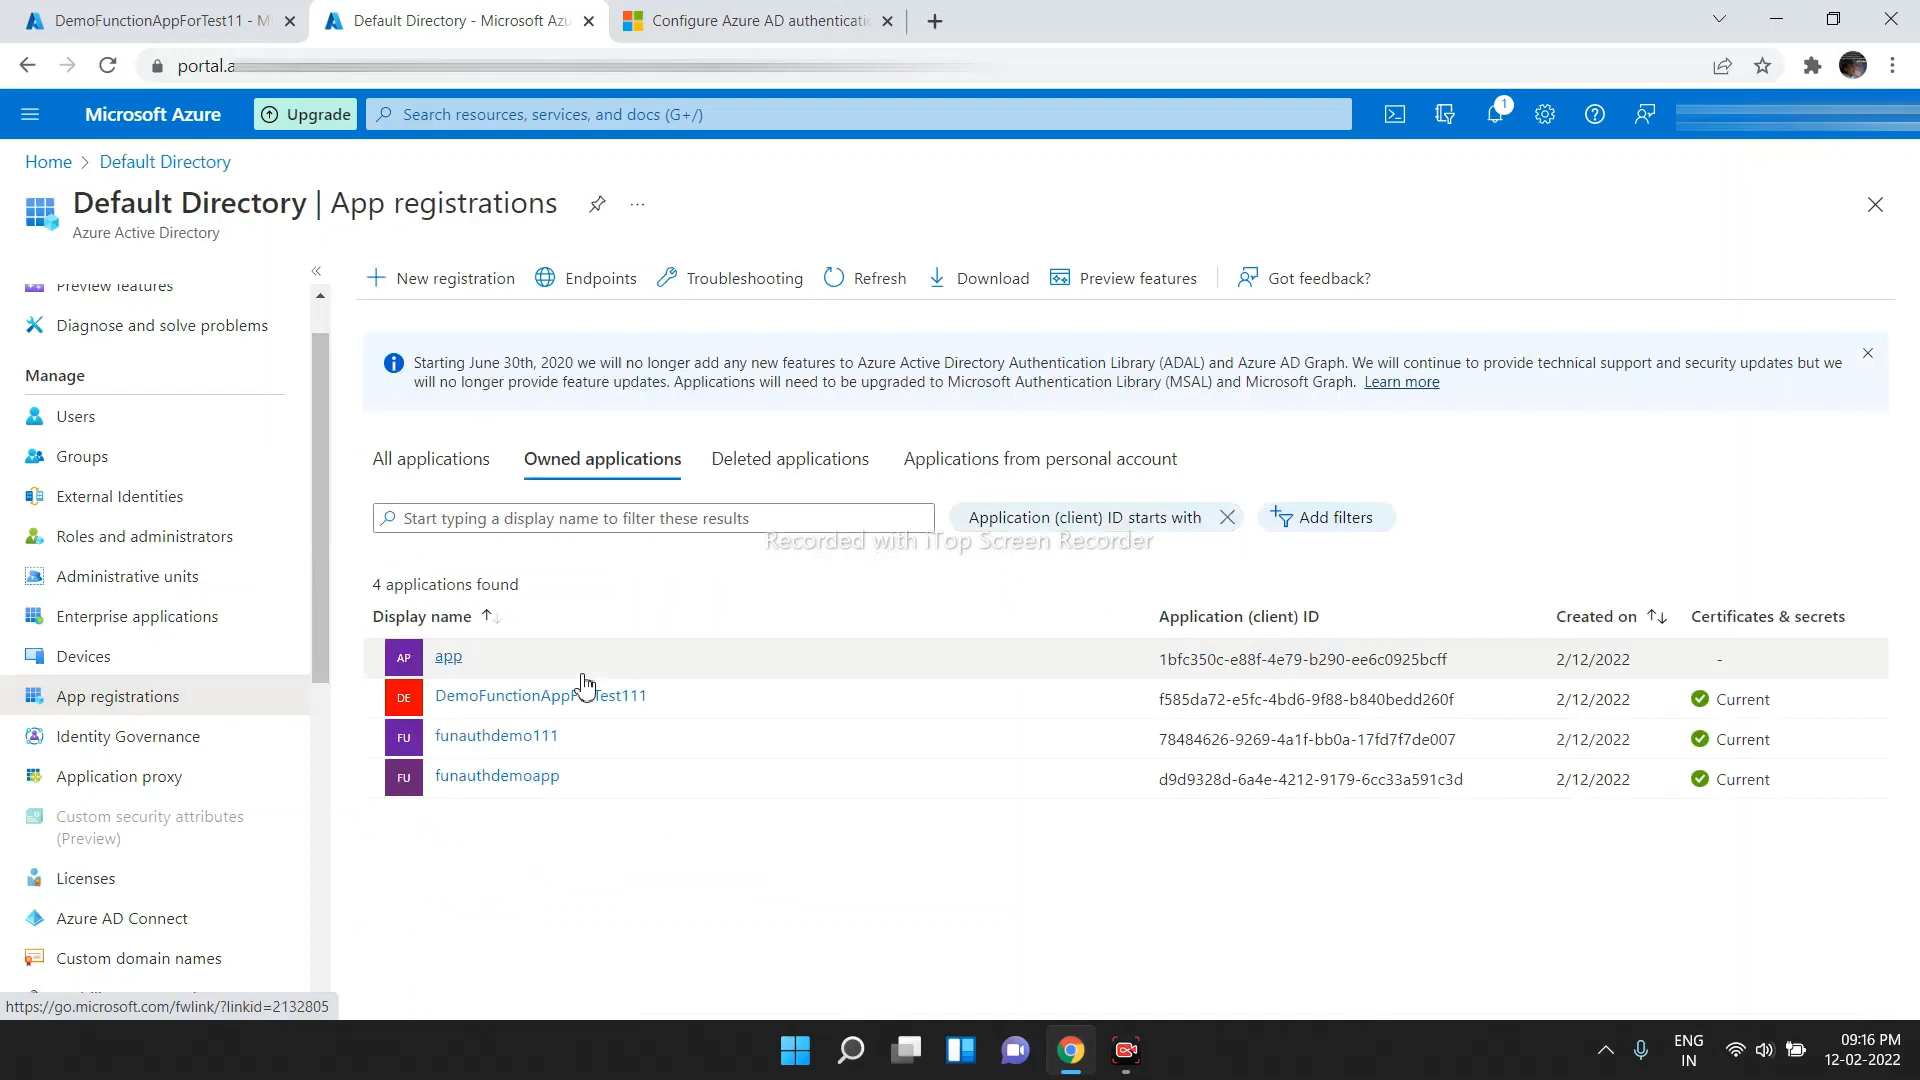 DemoFunctionAppForTest11 - M
Default Directory - Microsoft Azu
Configure Azure AD authenticatio
portal.a
Microsoft Azure
Upgrade
Search resources, services, and docs (G+/)
1
Home > Default Directory
Default Directory | App registrations
Azure Active Directory
Preview features
Diagnose and solve problems
Manage
Users
Groups
External Identities
Roles and administrators
Administrative units
Enterprise applications
Devices
App registrations
Identity Governance
Application proxy
Custom security attributes
(Preview)
Licenses
Azure AD Connect
Custom domain names
https://go.microsoft.com/fwlink/?linkid=2132805
New registration
Endpoints
Troubleshooting
Refresh
Download
Preview features
Got feedback?
Starting June 30th, 2020 we will no longer add any new features to Azure Active Directory Authentication Library (ADAL) and Azure AD Graph. We will continue to provide technical support and security updates but we
will no longer provide feature updates. Applications will need to be upgraded to Microsoft Authentication Library (MSAL) and Microsoft Graph. Learn more
All applications
Owned applications
Deleted applications
Applications from personal account
Start typing a display name to filter these results
Application (client) ID starts with
Add filters
Recorded with iTop Screen Recorder
4 applications found
Display name
Application (client) ID
Created on
Certificates & secrets
AP app 1bfc350c-e88f-4e79-b290-ee6c0925bcff 2/12/2022 -
DE DemoFunctionAppForTest111 f585da72-e5fc-4bd6-9f88-b840bedd260f 2/12/2022 Current
FU funauthdemo111 78484626-9269-4a1f-bb0a-17fd7f7de007 2/12/2022 Current
FU funauthdemoapp d9d9328d-6a4e-4212-9179-6cc33a591c3d 2/12/2022 Current
ENG
IN
09:16 PM
12-02-2022